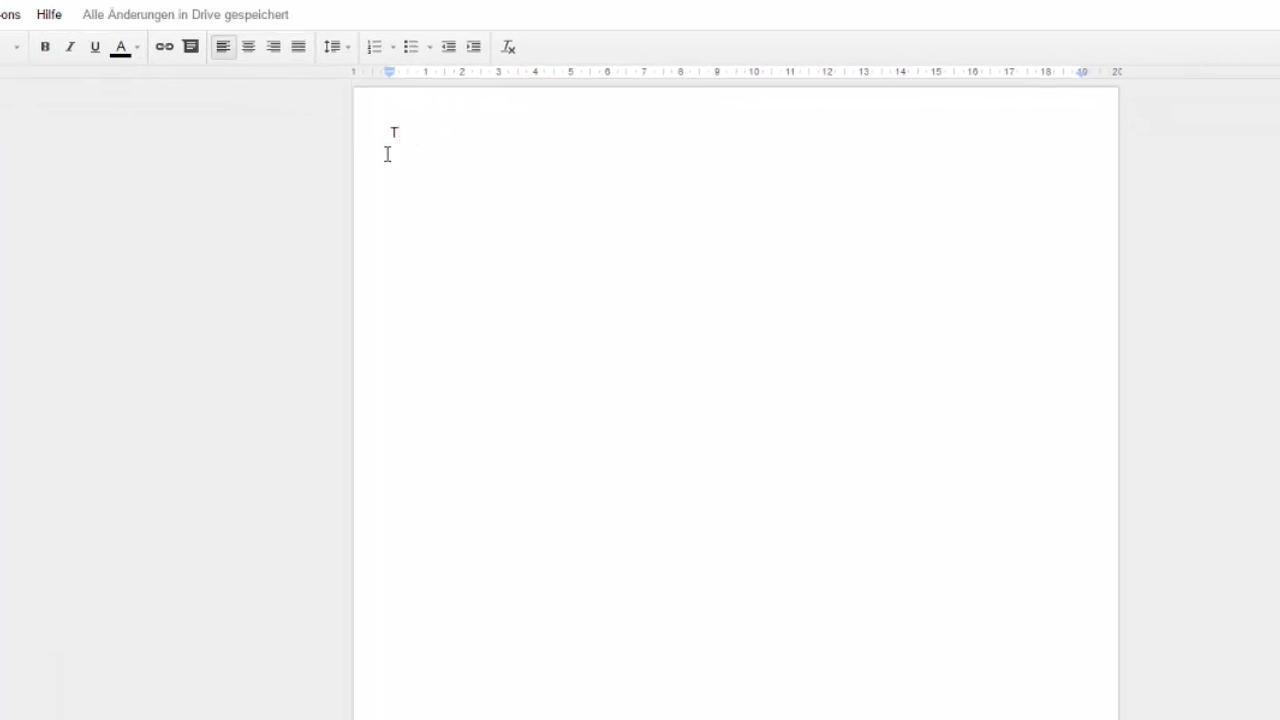 -ons Hilfe Alle Änderungen in Drive gespeichert
B I U A
1 1 2 3 4 5 6 7 8 9 10 11 12 13 14 15 16 17 18 19 20
T